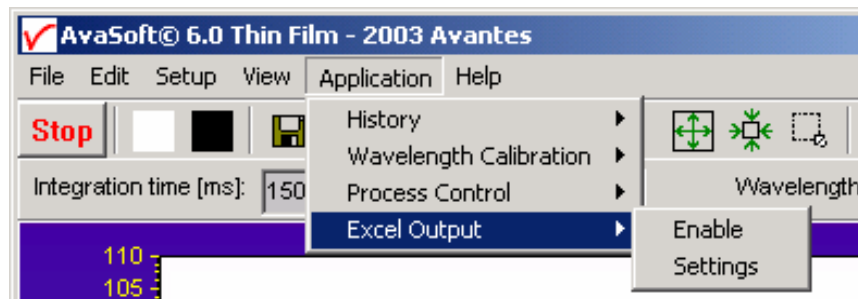 AvaSoft© 6.0 Thin Film - 2003 Avantes
File Edit Setup View Application Help
Stop
History
Wavelength Calibration
Process Control
Excel Output
Enable
Settings
Integration time [ms]: 150
Wavelength
110
105